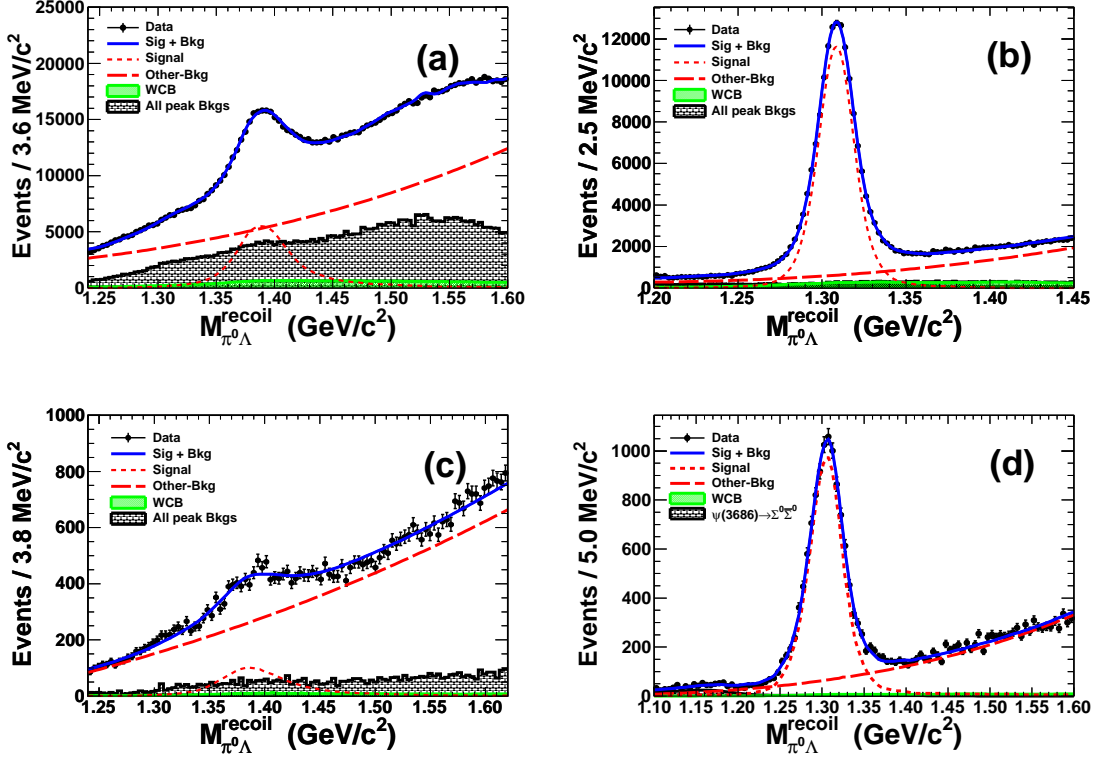 (a)
Data
Sig + Bkg
Signal
Other-Bkg
WCB
All peak Bkgs
Events / 3.6 MeV/c²
25000
20000
15000
10000
5000
0
1.25 1.30 1.35 1.40 1.45 1.50 1.55 1.60
M^recoil_π⁰Λ (GeV/c²)
(b)
Data
Sig + Bkg
Signal
Other-Bkg
WCB
All peak Bkgs
Events / 2.5 MeV/c²
12000
10000
8000
6000
4000
2000
0
1.20 1.25 1.30 1.35 1.40 1.45
M^recoil_π⁰Λ (GeV/c²)
(c)
Data
Sig + Bkg
Signal
Other-Bkg
WCB
All peak Bkgs
Events / 3.8 MeV/c²
1000
800
600
400
200
0
1.25 1.30 1.35 1.40 1.45 1.50 1.55 1.60
M^recoil_π⁰Λ (GeV/c²)
(d)
Data
Sig + Bkg
Signal
Other-Bkg
WCB
ψ(3686)→Σ⁰Σ̄⁰
Events / 5.0 MeV/c²
1000
800
600
400
200
0
1.10 1.15 1.20 1.25 1.30 1.35 1.40 1.45 1.50 1.55 1.60
M^recoil_π⁰Λ (GeV/c²)